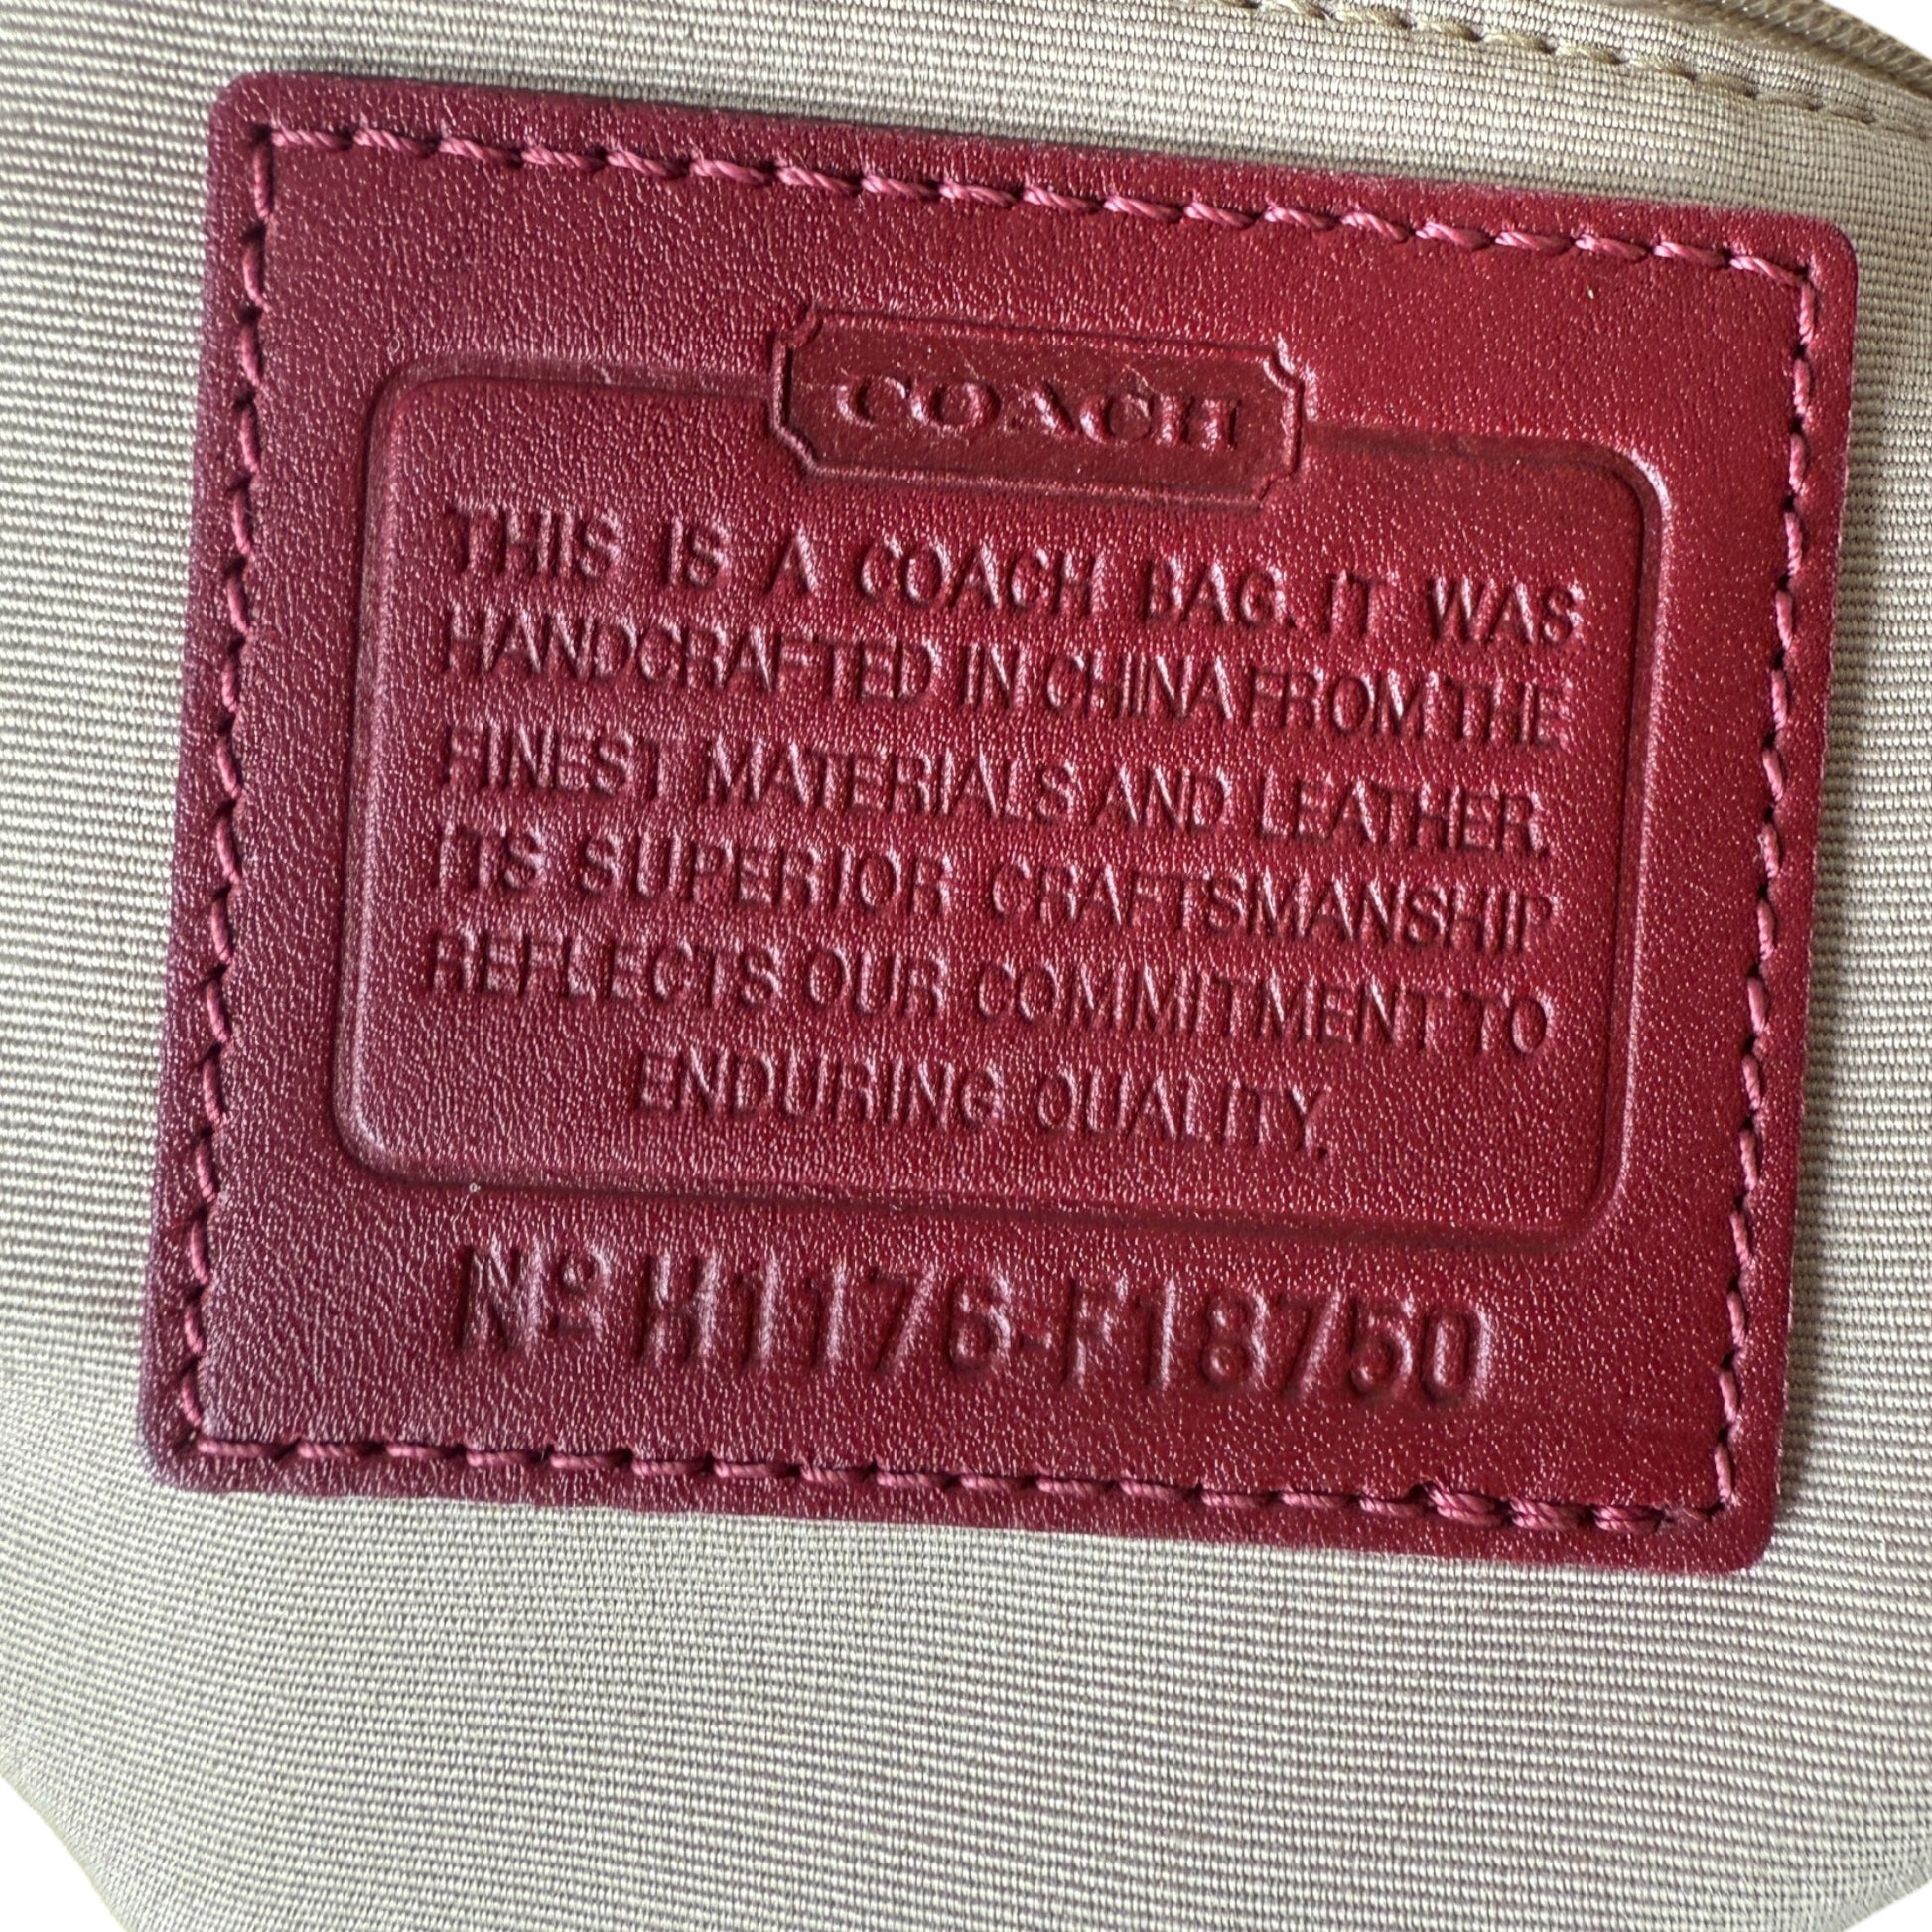 COACH
THIS IS A COACH BAG. IT WAS
HANDCRAFTED IN CHINA FROM THE
FINEST MATERIALS AND LEATHER.
ITS SUPERIOR CRAFTSMANSHIP
REFLECTS OUR COMMITMENT TO
ENDURING QUALITY.
Nº H1176-F18750